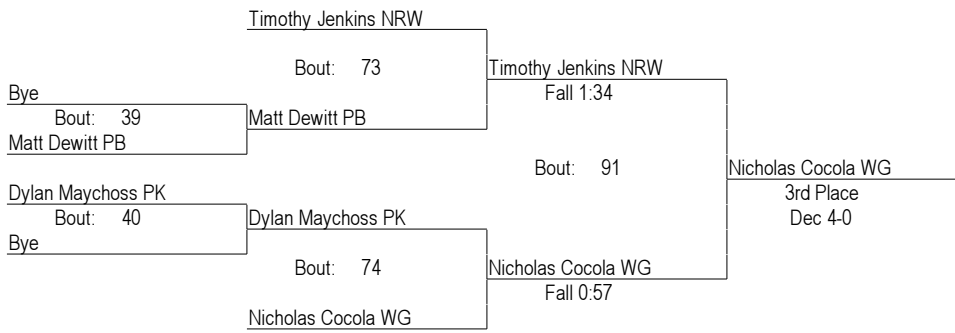 Timothy Jenkins NRW
Bout: 73
Timothy Jenkins NRW
Bye
Fall 1:34
Bout: 39
Matt Dewitt PB
Matt Dewitt PB
Bout: 91
Nicholas Cocola WG
Dylan Maychoss PK
3rd Place
Bout: 40
Dylan Maychoss PK
Dec 4-0
Bye
Bout: 74
Nicholas Cocola WG
Fall 0:57
Nicholas Cocola WG